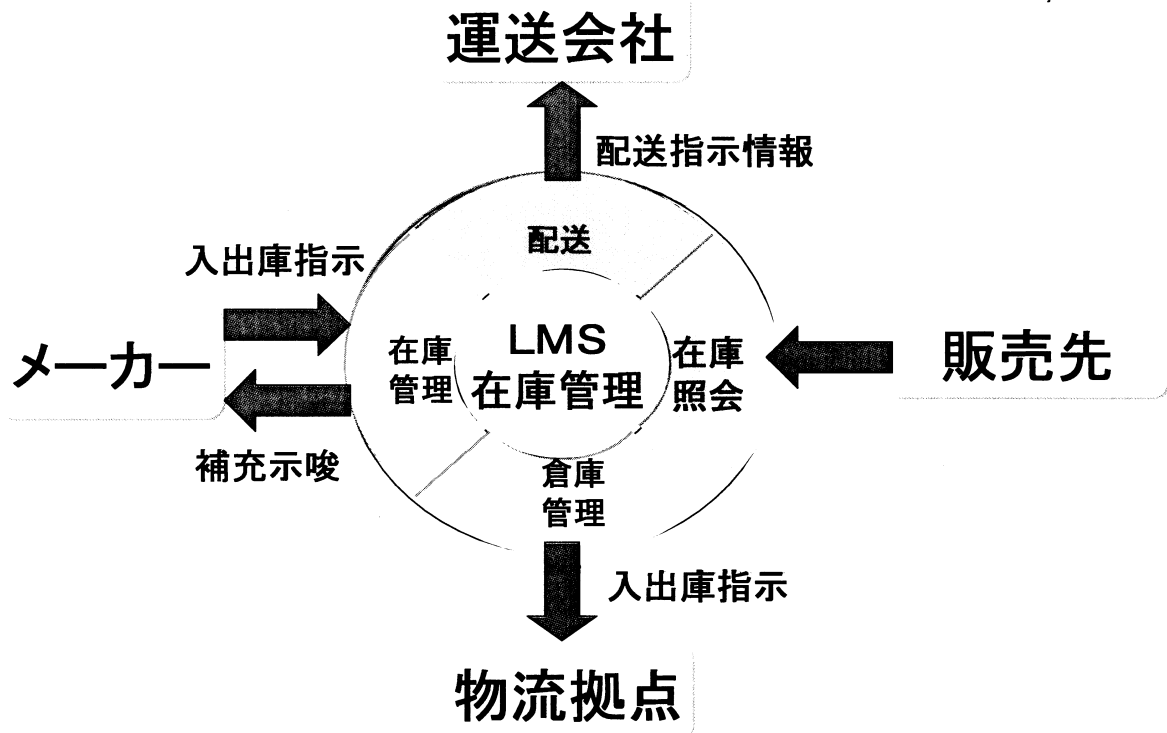 運送会社
配送指示情報
配送
入出庫指示
メーカー
補充示唆
在庫
管理
LMS
在庫管理
在庫
照会
販売先
倉庫
管理
入出庫指示
物流拠点